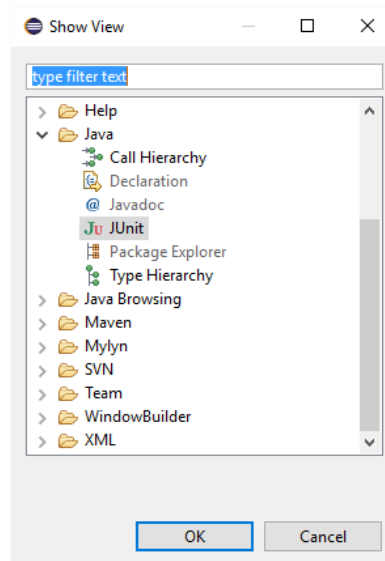 Show View
type filter text
Help
Java
Call Hierarchy
Declaration
@ Javadoc
JU JUnit
Package Explorer
Type Hierarchy
Java Browsing
Maven
Mylyn
SVN
Team
WindowBuilder
XML
OK Cancel